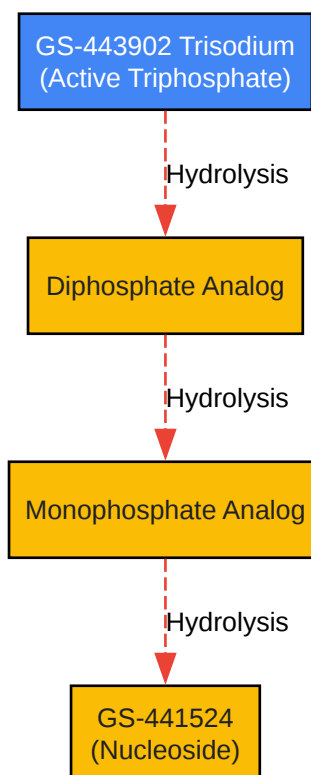 GS-443902 Trisodium
(Active Triphosphate)
Hydrolysis
Diphosphate Analog
Hydrolysis
Monophosphate Analog
Hydrolysis
GS-441524
(Nucleoside)